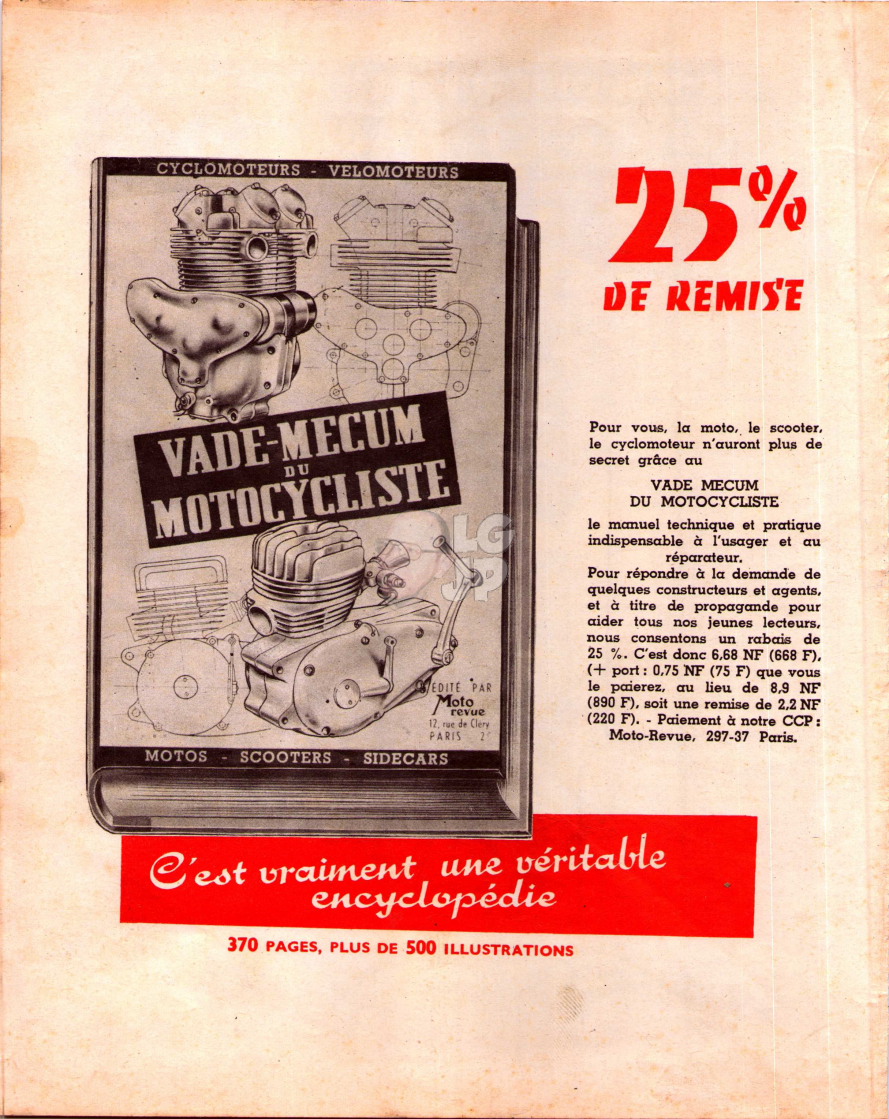 CYCLOMOTEURS - VELOMOTEURS
VADE-MECUM
DU
MOTOCYCLISTE
EDITÉ PAR
Moto
revue
12, rue de Cléry
PARIS 2e
MOTOS - SCOOTERS - SIDECARS
25%
DE REMISE
Pour vous, la moto, le scooter,
le cyclomoteur n'auront plus de
secret grâce au
VADE MECUM
DU MOTOCYCLISTE
le manuel technique et pratique
indispensable à l'usager et au
réparateur.
Pour répondre à la demande de
quelques constructeurs et agents,
et à titre de propagande pour
aider tous nos jeunes lecteurs,
nous consentons un rabais de
25 %. C'est donc 6,68 NF (668 F),
(+ port : 0,75 NF (75 F) que vous
le paierez, au lieu de 8,9 NF
(890 F), soit une remise de 2,2 NF
(220 F). - Paiement à notre CCP :
Moto-Revue, 297-37 Paris.
C'est vraiment une véritable
encyclopédie
370 PAGES, PLUS DE 500 ILLUSTRATIONS
LG
JP